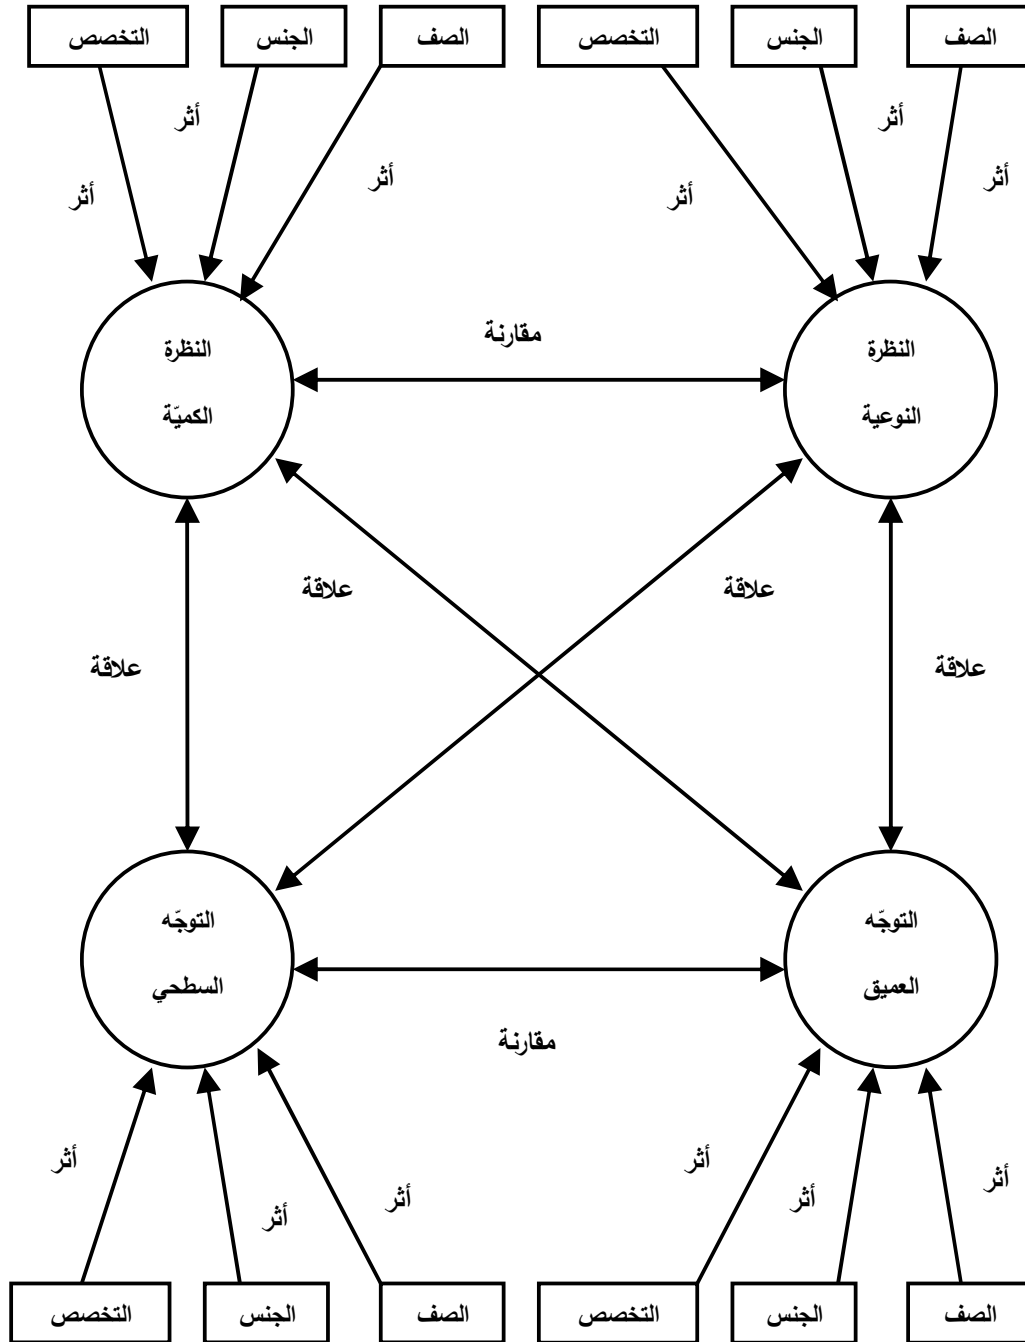 الصف
الجنس
التخصص
الصف
الجنس
التخصص
أثر
أثر
أثر
أثر
أثر
أثر
النظرة
النوعية
مقارنة
النظرة
الكميّة
علاقة
علاقة
علاقة
علاقة
التوجّه
العميق
التوجّه
السطحي
مقارنة
أثر
أثر
أثر
أثر
أثر
أثر
الصف
الجنس
التخصص
الصف
الجنس
التخصص